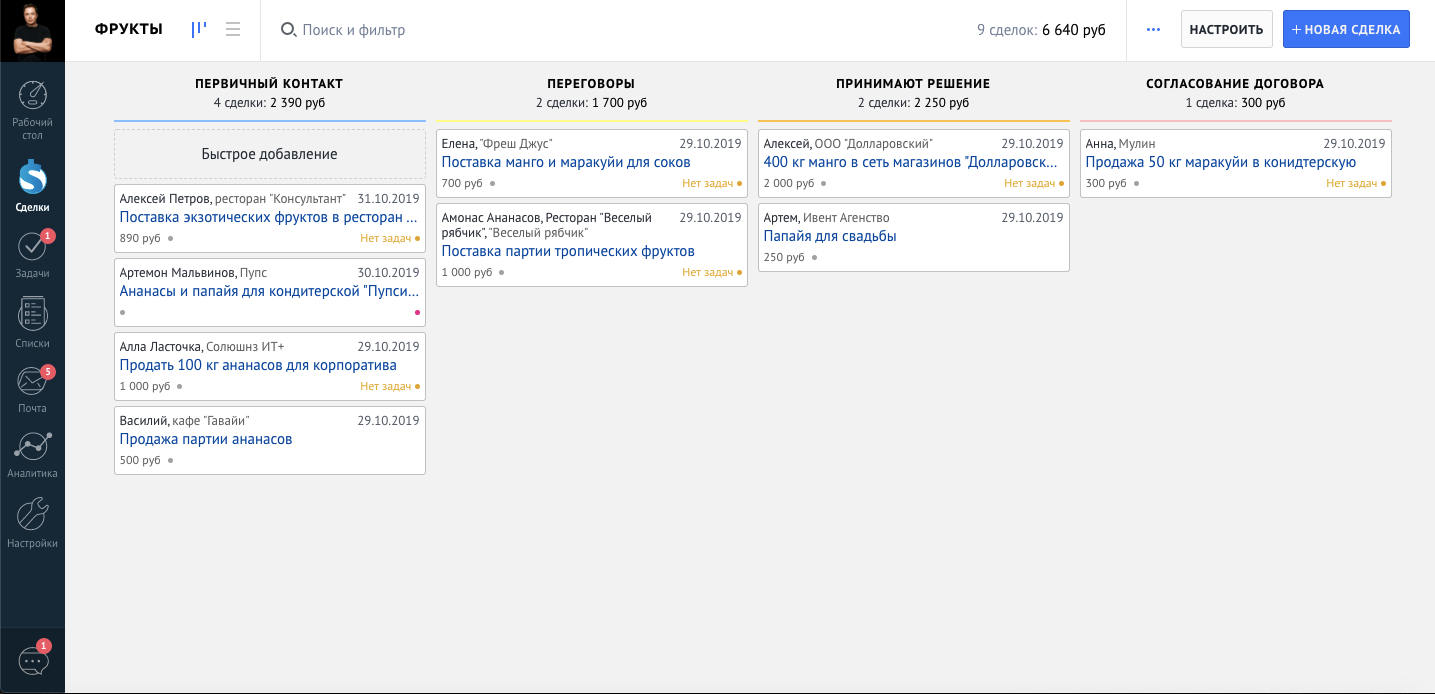 ФРУКТЫ
Поиск и фильтр
9 сделок: 6 640 руб
НАСТРОИТЬ
НОВАЯ СДЕЛКА
Рабочий
стол
Сделки
1
Задачи
Списки
5
Почта
Аналитика
Настройки
1
ПЕРВИЧНЫЙ КОНТАКТ
4 сделки: 2 390 руб
Быстрое добавление
Алексей Петров, ресторан "Консультант" 31.10.2019
Поставка экзотических фруктов в ресторан ...
890 руб Нет задач
Артемон Мальвинов, Пупс 30.10.2019
Ананасы и папайя для кондитерской "Пупси...
Алла Ласточка, Солюшнз ИТ+ 29.10.2019
Продать 100 кг ананасов для корпоратива
1 000 руб Нет задач
Василий, кафе "Гавайи" 29.10.2019
Продажа партии ананасов
500 руб
ПЕРЕГОВОРЫ
2 сделки: 1 700 руб
Елена, "Фреш Джус" 29.10.2019
Поставка манго и маракуйи для соков
700 руб Нет задач
Амонас Ананасов, Ресторан "Веселый 29.10.2019
рябчик", "Веселый рябчик"
Поставка партии тропических фруктов
1 000 руб Нет задач
ПРИНИМАЮТ РЕШЕНИЕ
2 сделки: 2 250 руб
Алексей, ООО "Долларовский" 29.10.2019
400 кг манго в сеть магазинов "Долларовск...
2 000 руб Нет задач
Артем, Ивент Агенство 29.10.2019
Папайя для свадьбы
250 руб
СОГЛАСОВАНИЕ ДОГОВОРА
1 сделка: 300 руб
Анна, Мулин 29.10.2019
Продажа 50 кг маракуйи в конидтерскую
300 руб Нет задач